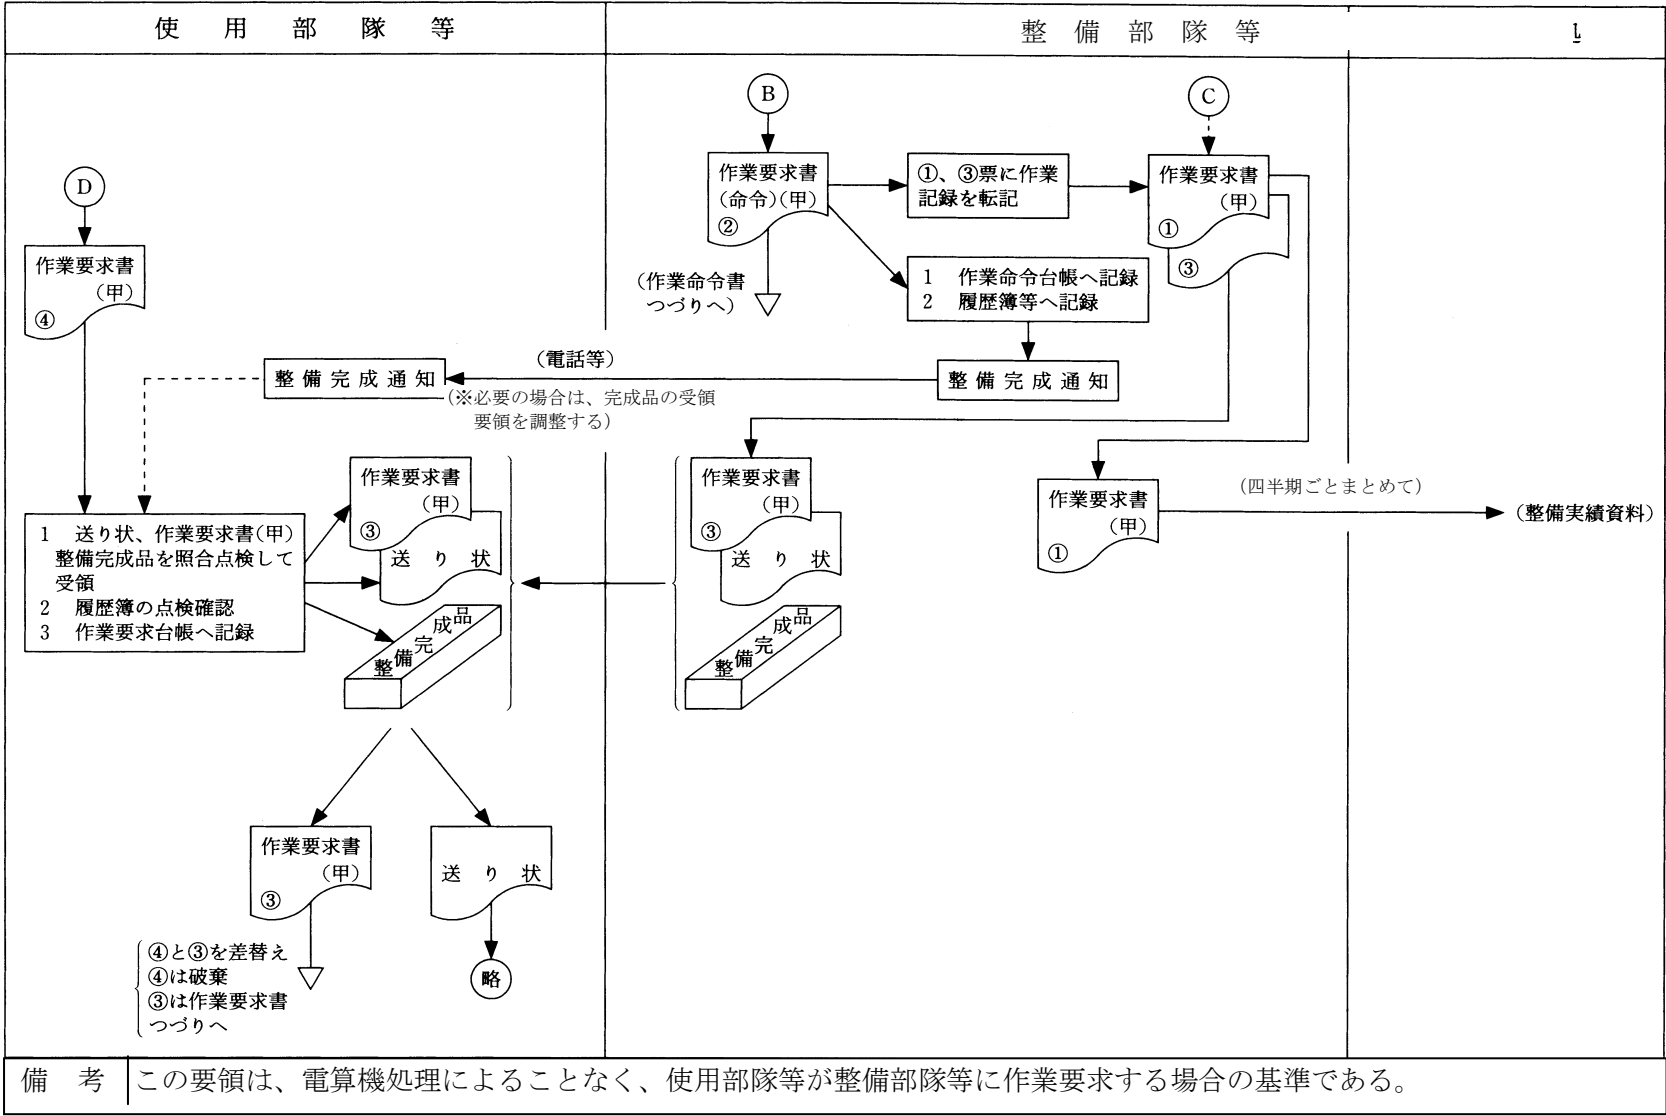 使用部隊等
整備部隊等
B
C
D
作業要求書
(命令)(甲)
②
①、③票に作業
記録を転記
作業要求書
(甲)
①
③
作業要求書
(甲)
④
(作業命令書
つづりへ)
1 作業命令台帳へ記録
2 履歴簿等へ記録
整備完成通知
(電話等)
整備完成通知
(※必要の場合は、完成品の受領
要領を調整する)
1 送り状、作業要求書(甲)
整備完成品を照合点検して
受領
2 履歴簿の点検確認
3 作業要求台帳へ記録
作業要求書
(甲)
③
送り状
整備完成品
作業要求書
(甲)
③
送り状
整備完成品
作業要求書
(甲)
①
(四半期ごとまとめて)
(整備実績資料)
作業要求書
(甲)
③
送り状
④と③を差替え
④は破棄
③は作業要求書
つづりへ
略
備考
この要領は、電算機処理によることなく、使用部隊等が整備部隊等に作業要求する場合の基準である。